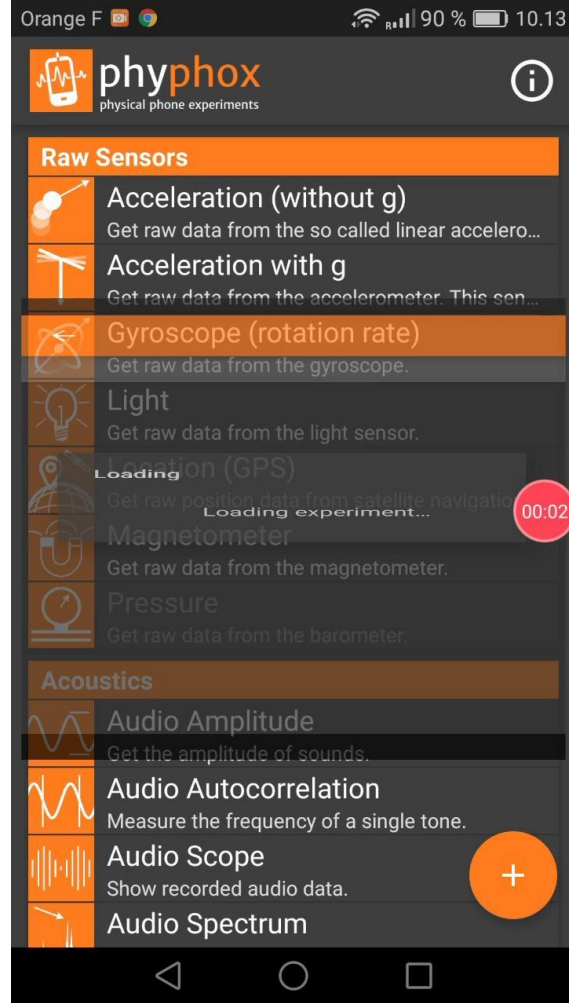 Orange F 90 % 10.13
phyphox
physical phone experiments
Raw Sensors
Acceleration (without g)
Get raw data from the so called linear accelero…
Acceleration with g
Get raw data from the accelerometer. This sen…
Gyroscope (rotation rate)
Get raw data from the gyroscope.
Light
Get raw data from the light sensor.
Location (GPS)
Loading
Get raw position data from satellite navigatio
Loading experiment...
00:02
Magnetometer
Get raw data from the magnetometer.
Pressure
Get raw data from the barometer.
Acoustics
Audio Amplitude
Get the amplitude of sounds.
Audio Autocorrelation
Measure the frequency of a single tone.
Audio Scope
Show recorded audio data.
+
Audio Spectrum